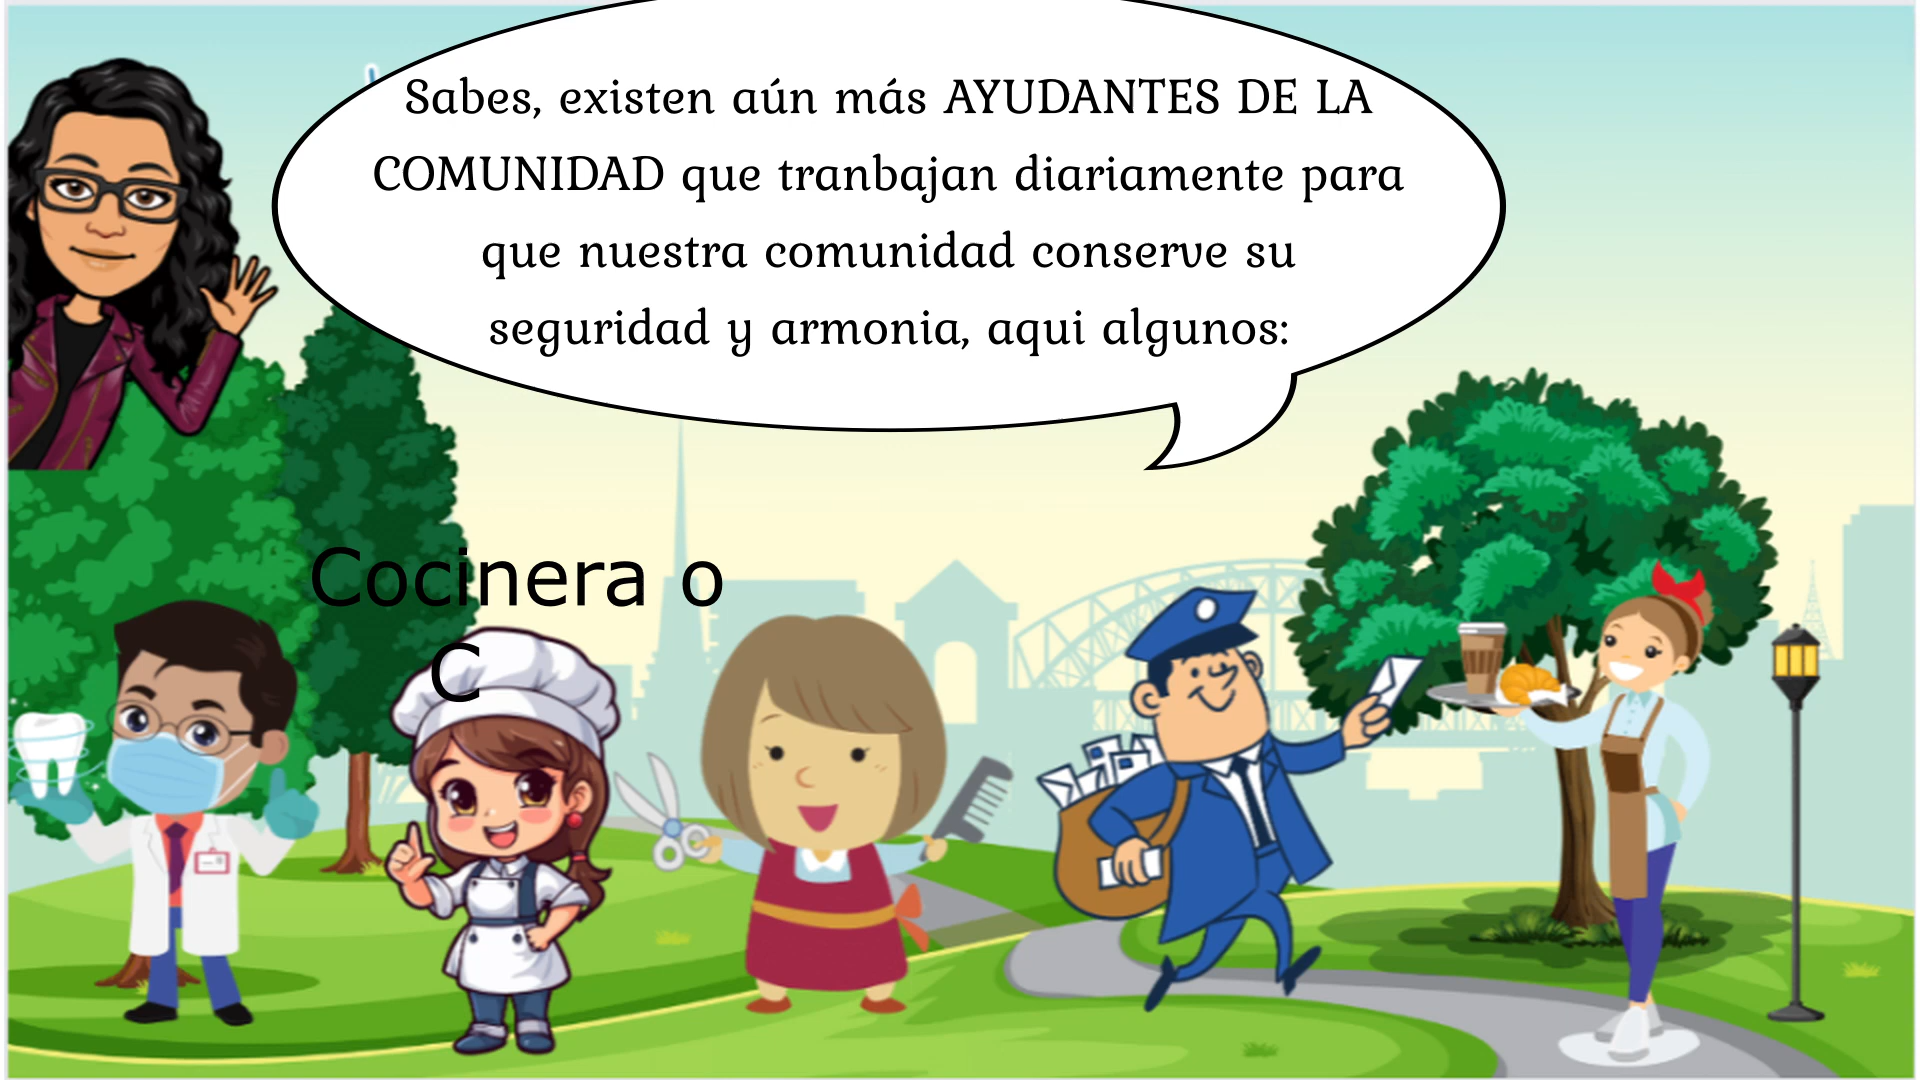 Sabes, existen aún más AYUDANTES DE LA
COMUNIDAD que tranbajan diariamente para
que nuestra comunidad conserve su
seguridad y armonia, aqui algunos:
Cocinera o
C